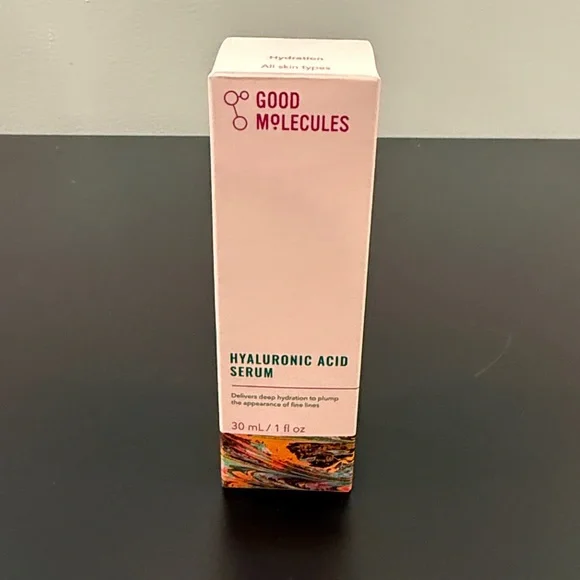 Hydration
All skin types
GOOD
MOLECULES
HYALURONIC ACID
SERUM
Delivers deep hydration to plump
the appearance of fine lines
30 mL / 1 fl oz